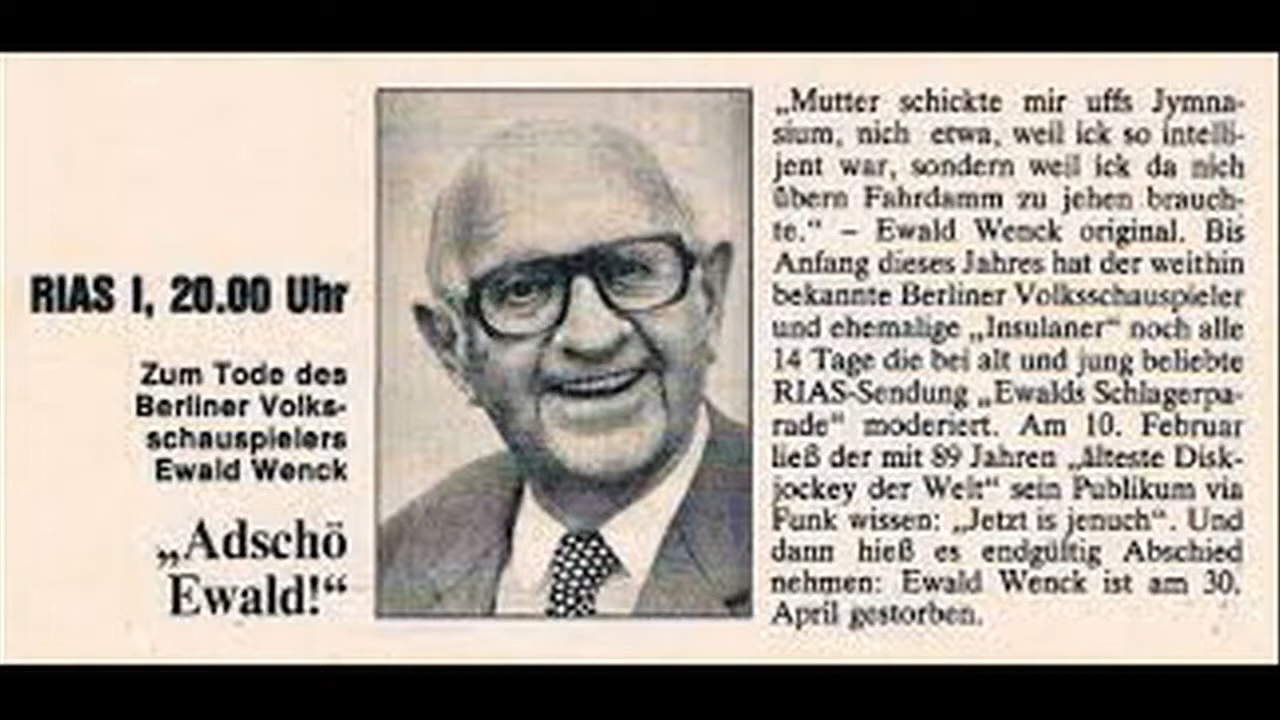 RIAS I, 20.00 Uhr
Zum Tode des
Berliner Volks-
schauspielers
Ewald Wenck
„Adschö
Ewald!“
„Mutter schickte mir uffs Jymna-
sium, nich etwa, weil ick so intelli-
jent war, sondern weil ick da nich
übern Fahrdamm zu jehen brauch-
te.“ – Ewald Wenck original. Bis
Anfang dieses Jahres hat der weithin
bekannte Berliner Volksschauspieler
und ehemalige „Insulaner“ noch alle
14 Tage die bei alt und jung beliebte
RIAS-Sendung „Ewalds Schlagerpa-
rade“ moderiert. Am 10. Februar
ließ der mit 89 Jahren „älteste Disk-
jockey der Welt“ sein Publikum via
Funk wissen: „Jetzt is jenuch“. Und
dann hieß es endgültig Abschied
nehmen: Ewald Wenck ist am 30.
April gestorben.